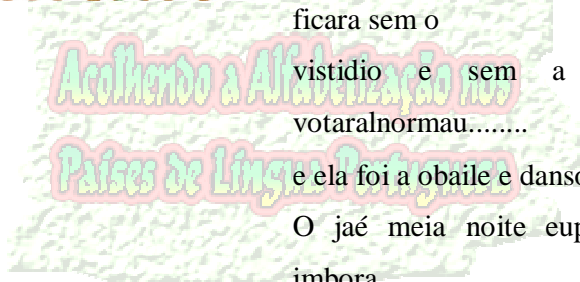 ficara sem o
vistidio e sem a
votaralnormau........
Acolhendo a Alfabetização nos
Países de Língua Portuguesa
e ela foi a obaile e danso
O jaé meia noite eup
imbora